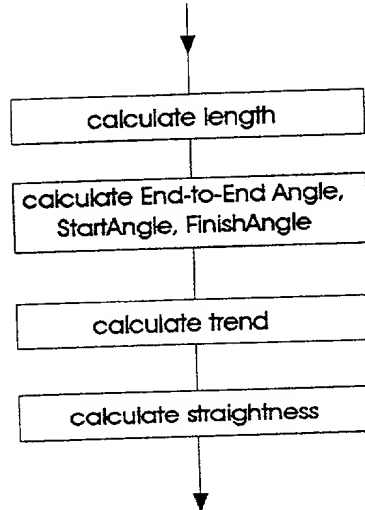 calculate length
calculate End-to-End Angle,
StartAngle, FinishAngle
calculate trend
calculate straightness